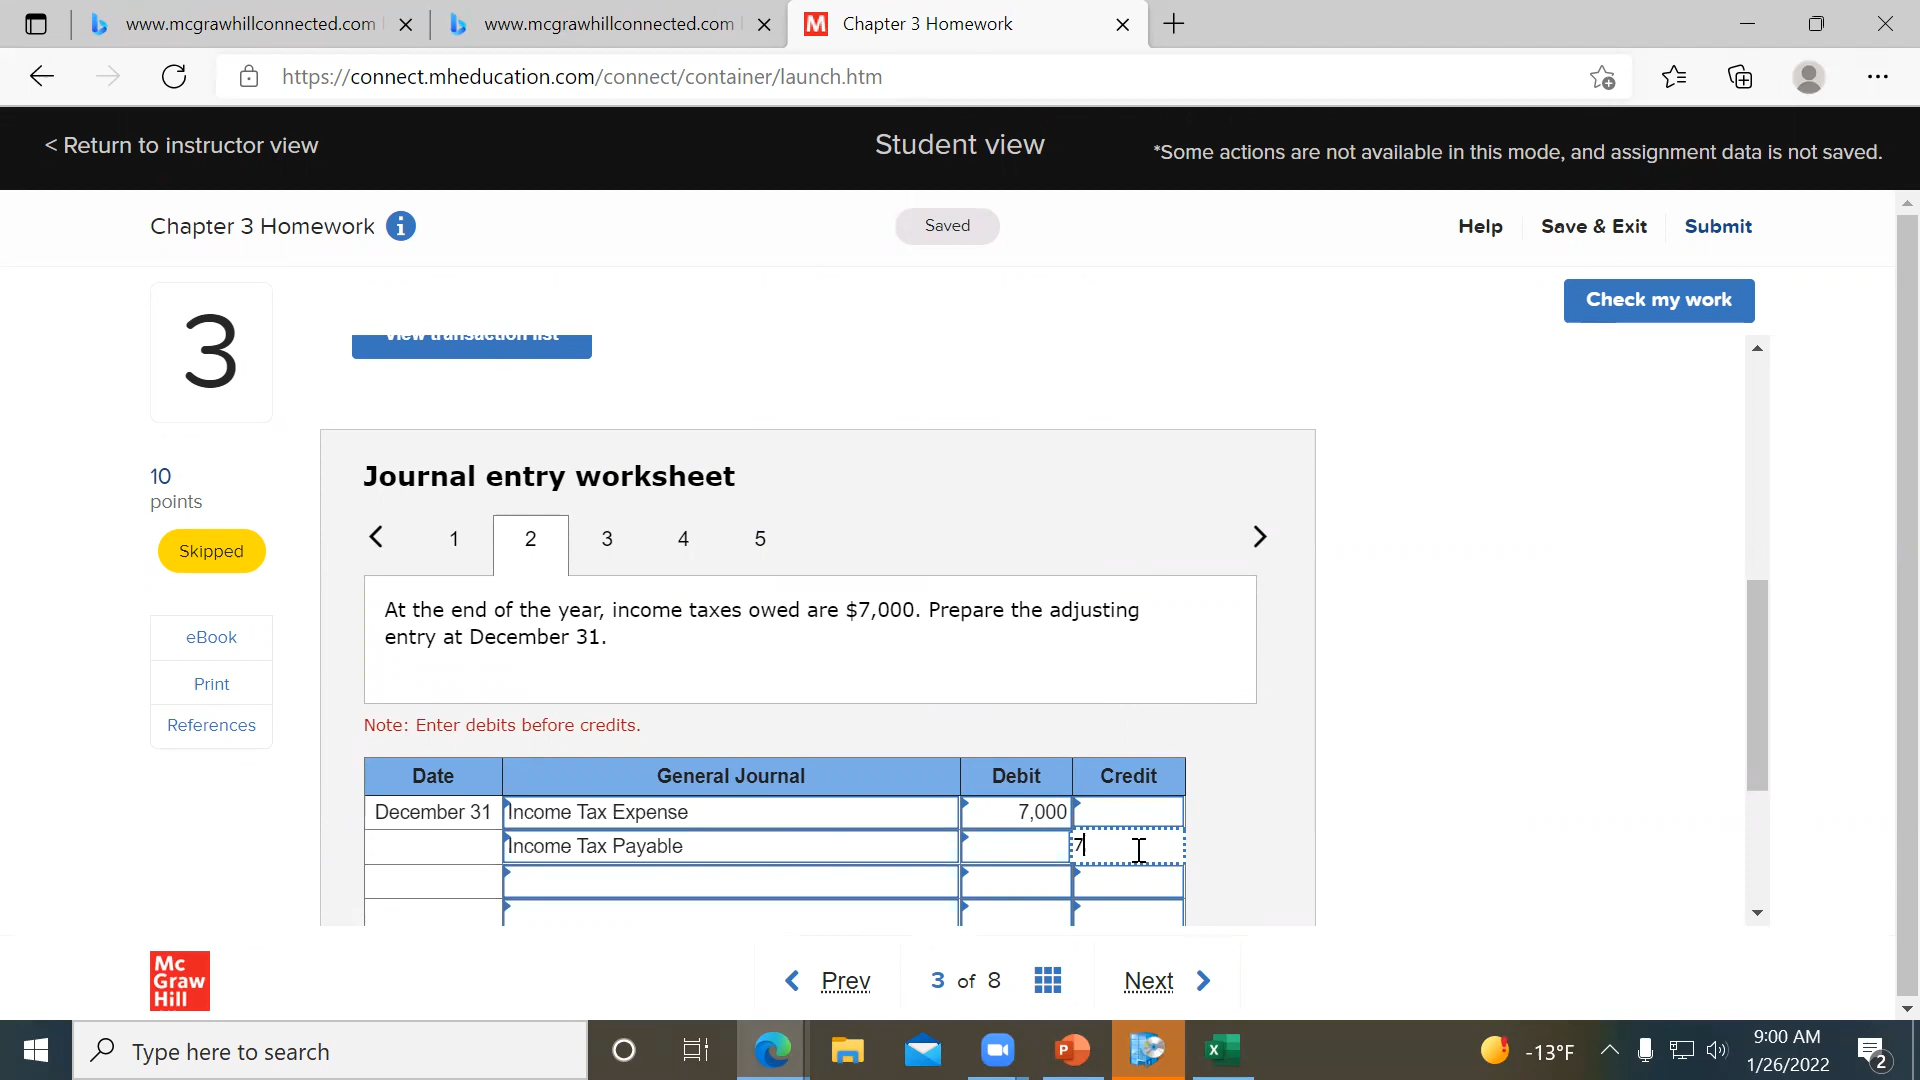 www.mcgrawhillconnected.com
www.mcgrawhillconnected.com
Chapter 3 Homework
https://connect.mheducation.com/connect/container/launch.htm
< Return to instructor view
Student view
*Some actions are not available in this mode, and assignment data is not saved.
Chapter 3 Homework
Saved
Help
Save & Exit
Submit
3
Check my work
View transaction list
10
points
Skipped
eBook
Print
References
Journal entry worksheet
1 2 3 4 5
At the end of the year, income taxes owed are $7,000. Prepare the adjusting
entry at December 31.
Note: Enter debits before credits.
Date General Journal Debit Credit
December 31 Income Tax Expense 7,000
Income Tax Payable 7
Mc
Graw
Hill
Prev 3 of 8 Next
Type here to search
-13°F
9:00 AM
1/26/2022
2